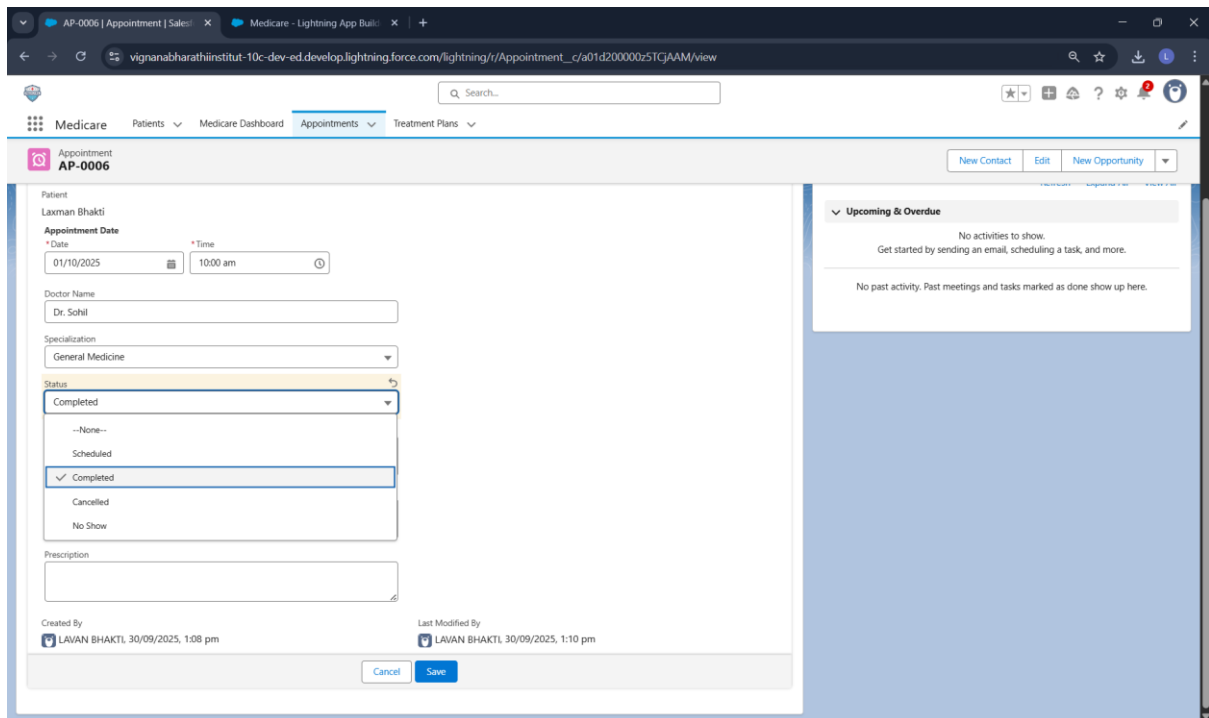 AP-0006 | Appointment | Salesf
Medicare - Lightning App Build
vignanabharathiinstitut-10c-dev-ed.develop.lightning.force.com/lightning/r/Appointment__c/a01d200000z5TCjAAM/view
L
Search...
2
Medicare
Patients
Medicare Dashboard
Appointments
Treatment Plans
Appointment
AP-0006
New Contact
Edit
New Opportunity
Refresh Expand All View All
Patient
Laxman Bhakti
Appointment Date
*Date *Time
01/10/2025 10:00 am
Doctor Name
Dr. Sohil
Specialization
General Medicine
Status
Completed
--None--
Scheduled
Completed
Cancelled
No Show
Prescription
Created By
LAVAN BHAKTI, 30/09/2025, 1:08 pm
Last Modified By
LAVAN BHAKTI, 30/09/2025, 1:10 pm
Cancel
Save
Upcoming & Overdue
No activities to show.
Get started by sending an email, scheduling a task, and more.
No past activity. Past meetings and tasks marked as done show up here.